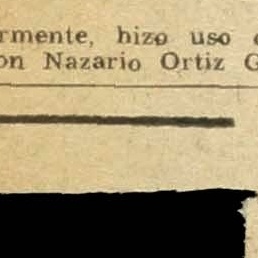 rmente, hizo uso
on Nazario Ortiz G